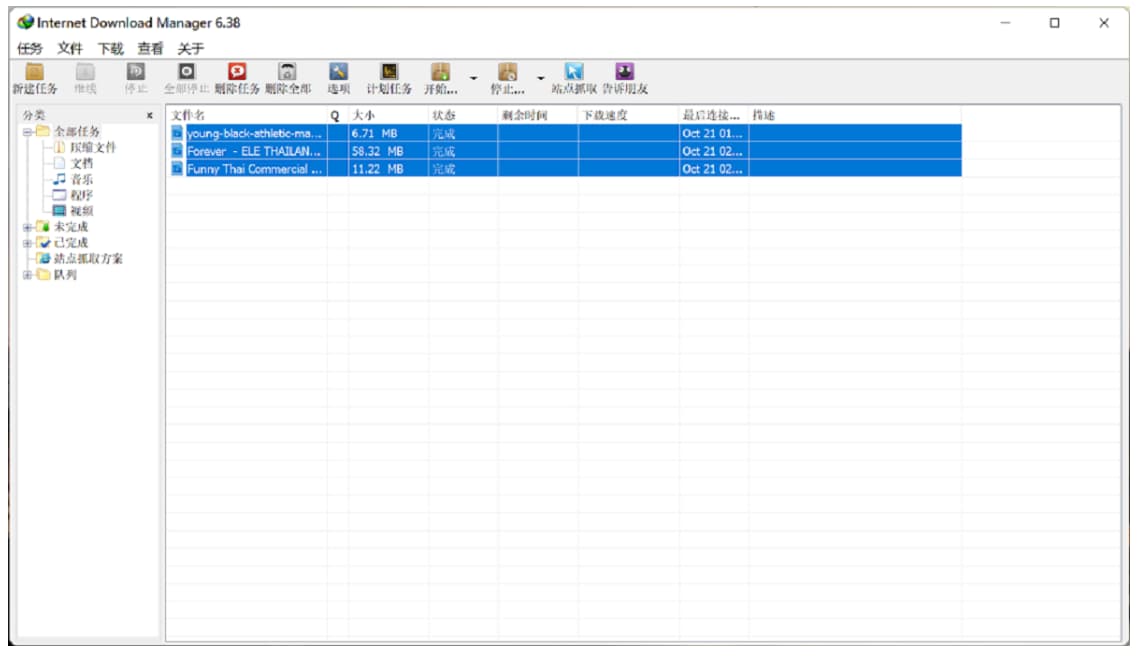 Internet Download Manager 6.38
任务 文件 下载 查看 关于
新建任务 继续 停止 全部停止 删除任务 删除全部 选项 计划任务 开始... 停止... 站点抓取 告诉朋友
分类 x 文件名 Q 大小 状态 剩余时间 下载速度 最后连接... 描述
全部任务 young-black-athletic-ma... 6.71 MB 完成 Oct 21 01...
压缩文件 Forever - ELE THAILAN... 58.32 MB 完成 Oct 21 02...
文档 Funny Thai Commercial ... 11.22 MB 完成 Oct 21 02...
音乐
程序
视频
未完成
已完成
站点抓取方案
队列